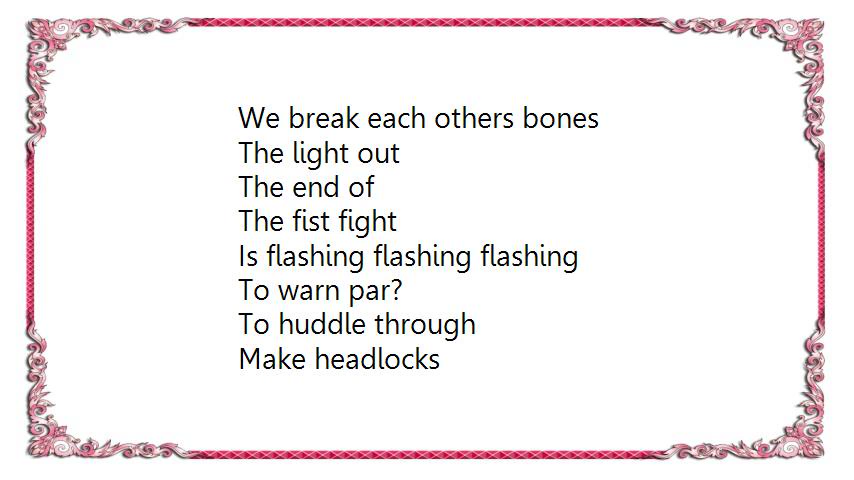 We break each others bones
The light out
The end of
The fist fight
Is flashing flashing flashing
To warn par?
To huddle through
Make headlocks